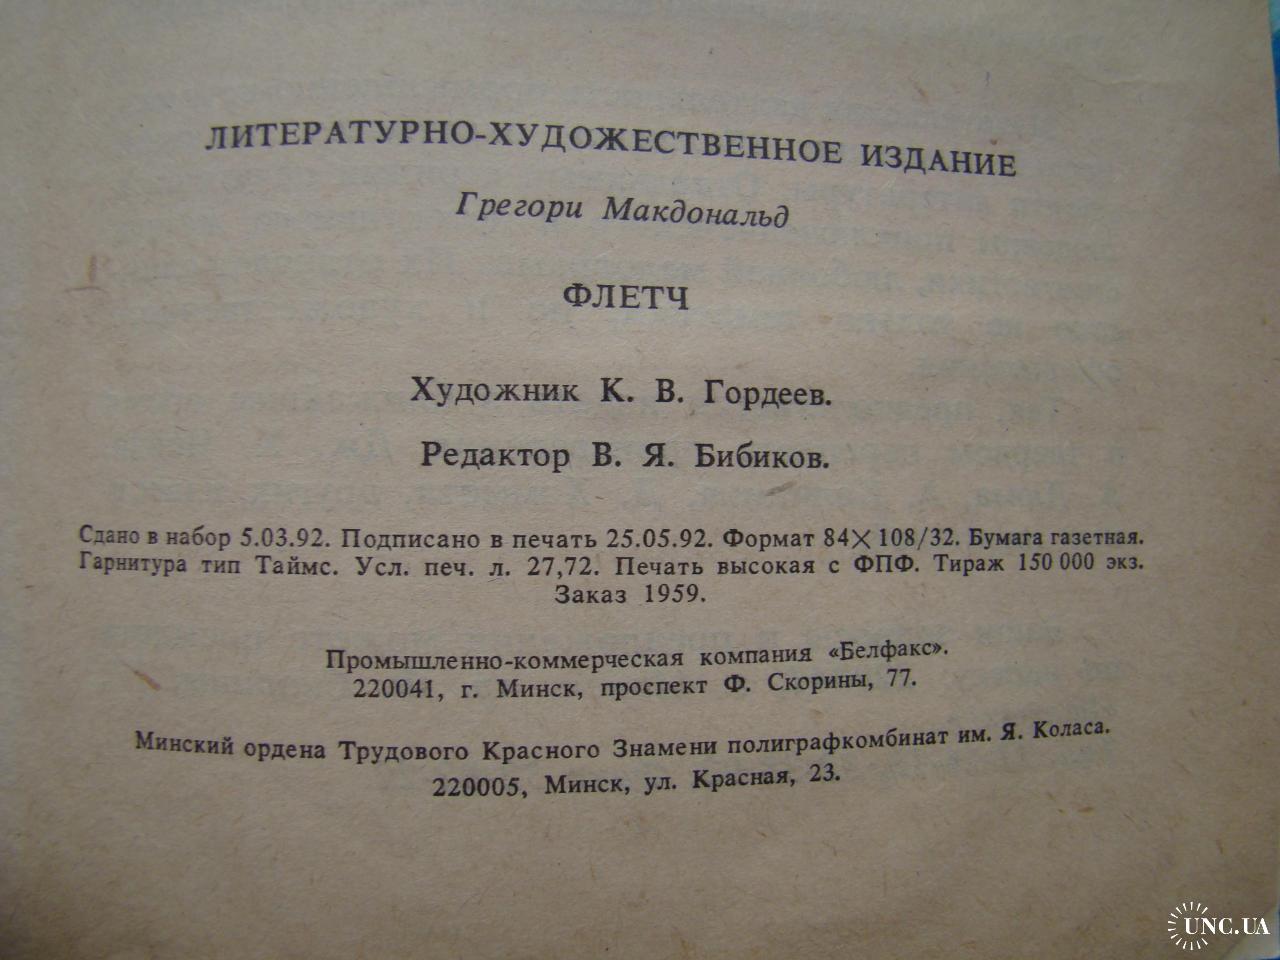 ЛИТЕРАТУРНО-ХУДОЖЕСТВЕННОЕ ИЗДАНИЕ
Грегори Макдональд
ФЛЕТЧ
Художник К. В. Гордеев.
Редактор В. Я. Бибиков.
Сдано в набор 5.03.92. Подписано в печать 25.05.92. Формат 84×108/32. Бумага газетная.
Гарнитура тип Таймс. Усл. печ. л. 27,72. Печать высокая с ФПФ. Тираж 150 000 экз.
Заказ 1959.
Промышленно-коммерческая компания «Белфакс».
220041, г. Минск, проспект Ф. Скорины, 77.
Минский ордена Трудового Красного Знамени полиграфкомбинат им. Я. Коласа.
220005, Минск, ул. Красная, 23.
UNC.UA